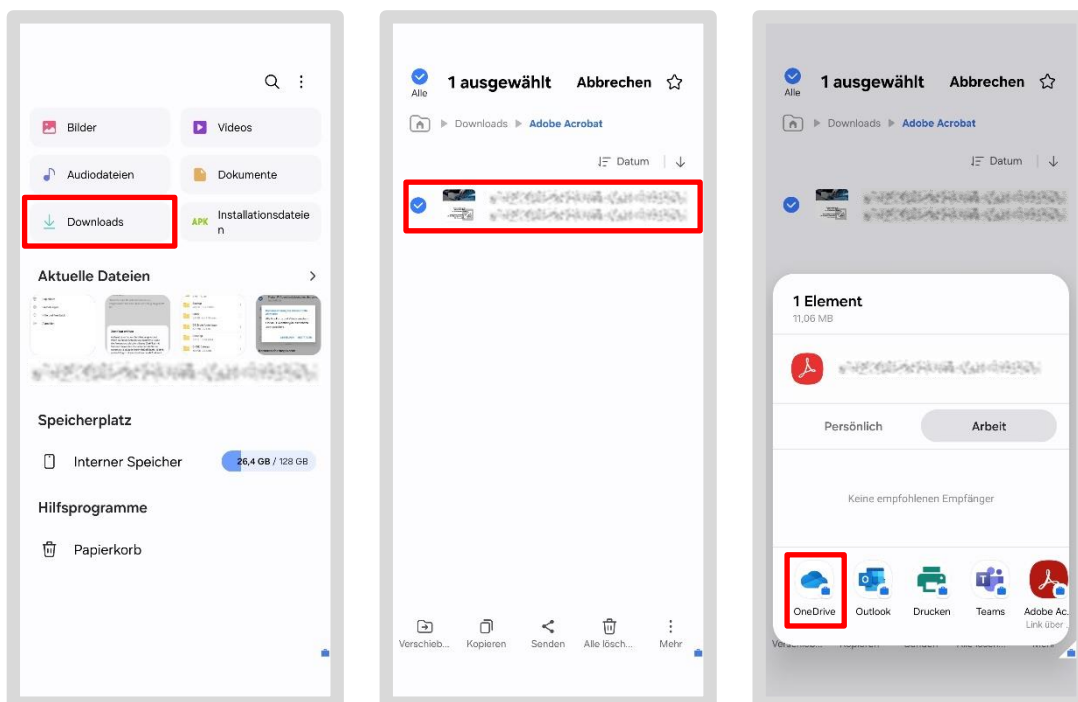 Bilder
Videos
Audiodateien
Dokumente
Downloads
APK
Installationsdateie
n
Aktuelle Dateien
Speicherplatz
Interner Speicher
26,4 GB / 128 GB
Hilfsprogramme
Papierkorb
Alle
1 ausgewählt Abbrechen
Downloads Adobe Acrobat
Datum
Verschieb... Kopieren Senden Alle lösch... Mehr
Alle
1 ausgewählt Abbrechen
Downloads Adobe Acrobat
Datum
1 Element
11,06 MB
Persönlich Arbeit
Keine empfohlenen Empfänger
OneDrive Outlook Drucken Teams Adobe Ac..
Link über ..